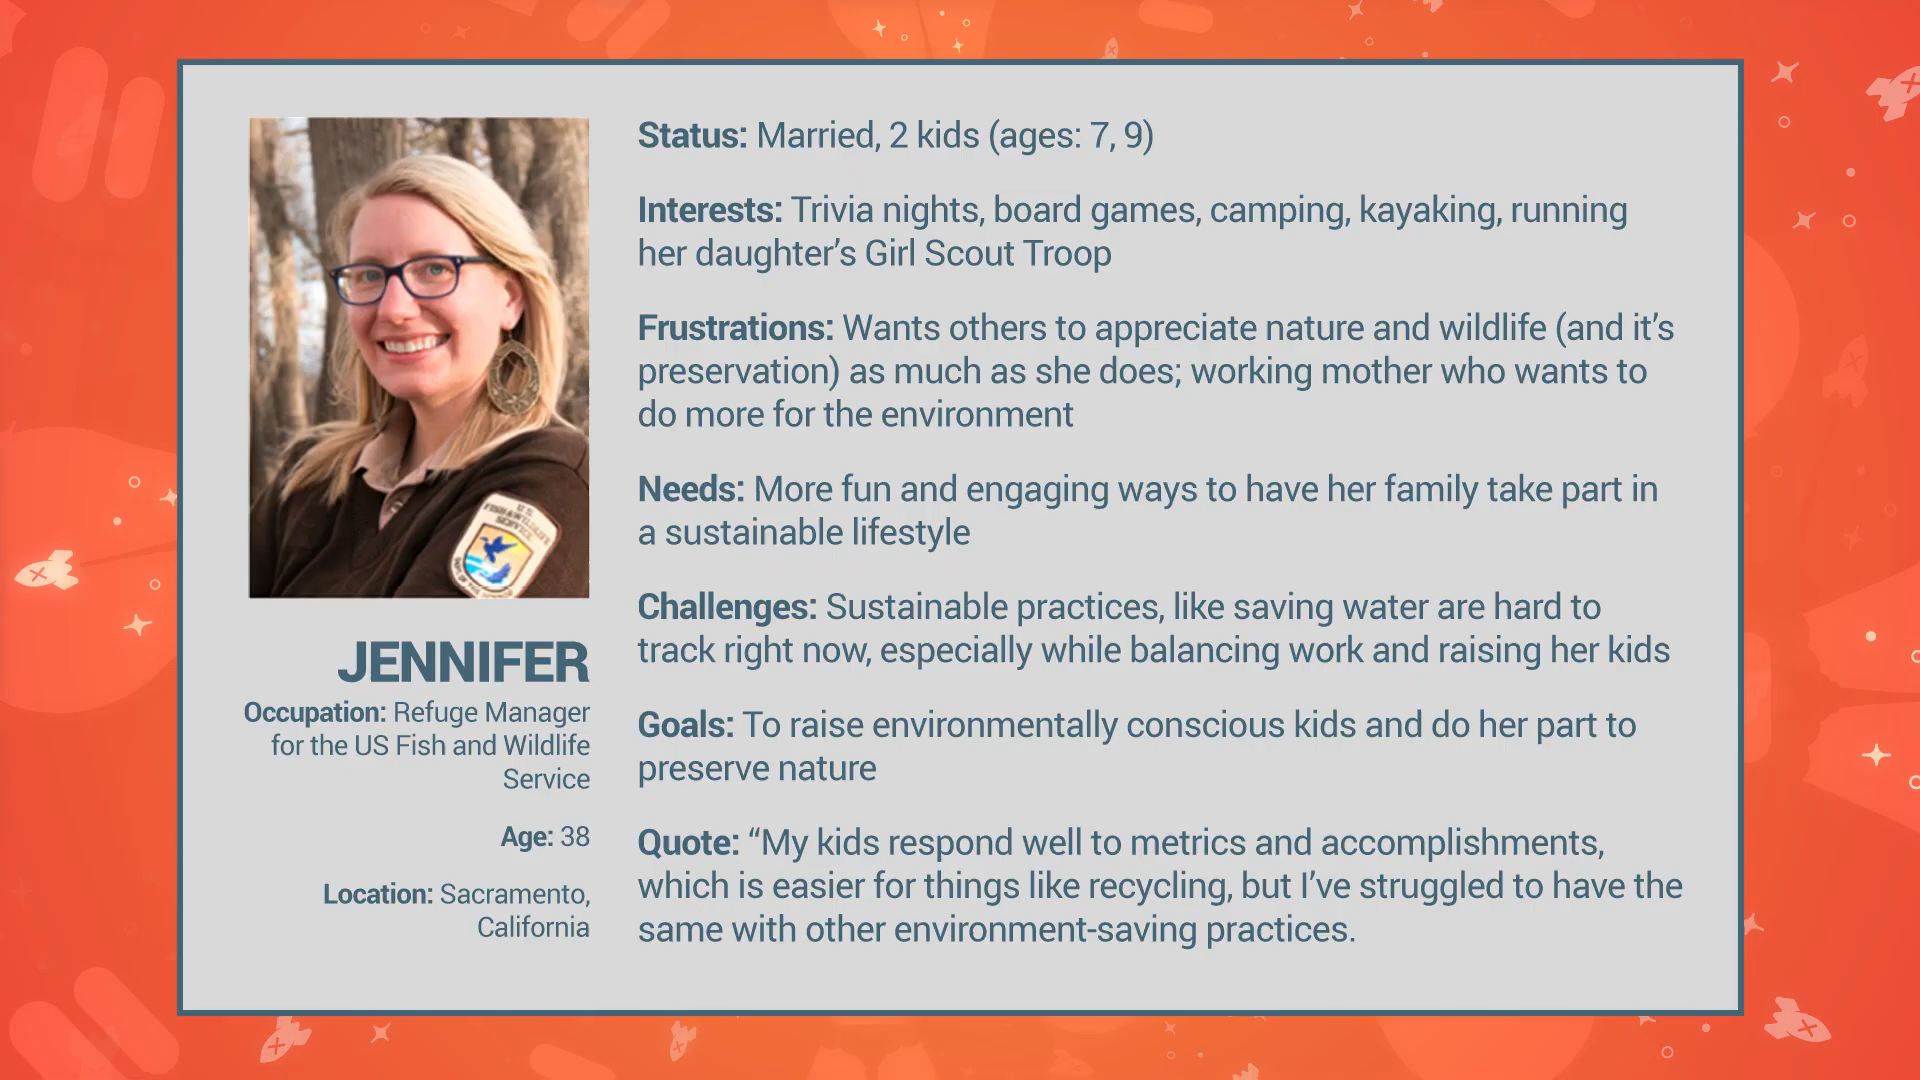 U.S.
FISH & WILDLIFE
SERVICE
JENNIFER
Occupation: Refuge Manager
for the US Fish and Wildlife
Service
Age: 38
Location: Sacramento,
California
Status: Married, 2 kids (ages: 7, 9)
Interests: Trivia nights, board games, camping, kayaking, running
her daughter’s Girl Scout Troop
Frustrations: Wants others to appreciate nature and wildlife (and it’s
preservation) as much as she does; working mother who wants to
do more for the environment
Needs: More fun and engaging ways to have her family take part in
a sustainable lifestyle
Challenges: Sustainable practices, like saving water are hard to
track right now, especially while balancing work and raising her kids
Goals: To raise environmentally conscious kids and do her part to
preserve nature
Quote: “My kids respond well to metrics and accomplishments,
which is easier for things like recycling, but I’ve struggled to have the
same with other environment-saving practices.